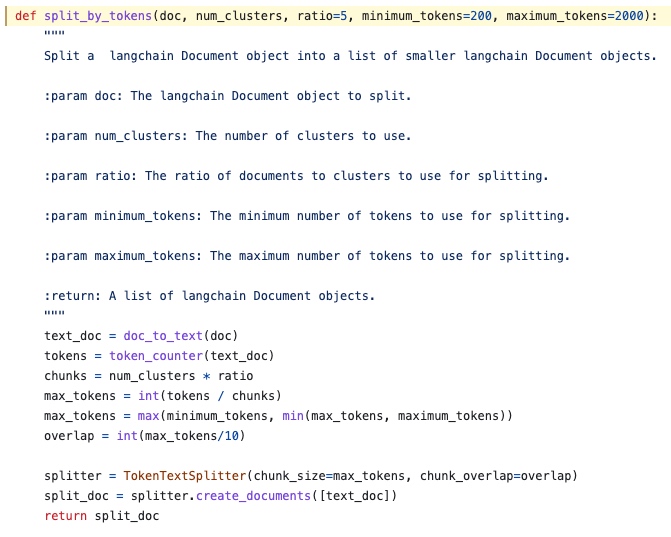 def split_by_tokens(doc, num_clusters, ratio=5, minimum_tokens=200, maximum_tokens=2000):
    """
    Split a  langchain Document object into a list of smaller langchain Document objects.

    :param doc: The langchain Document object to split.

    :param num_clusters: The number of clusters to use.

    :param ratio: The ratio of documents to clusters to use for splitting.

    :param minimum_tokens: The minimum number of tokens to use for splitting.

    :param maximum_tokens: The maximum number of tokens to use for splitting.

    :return: A list of langchain Document objects.
    """
    text_doc = doc_to_text(doc)
    tokens = token_counter(text_doc)
    chunks = num_clusters * ratio
    max_tokens = int(tokens / chunks)
    max_tokens = max(minimum_tokens, min(max_tokens, maximum_tokens))
    overlap = int(max_tokens/10)

    splitter = TokenTextSplitter(chunk_size=max_tokens, chunk_overlap=overlap)
    split_doc = splitter.create_documents([text_doc])
    return split_doc